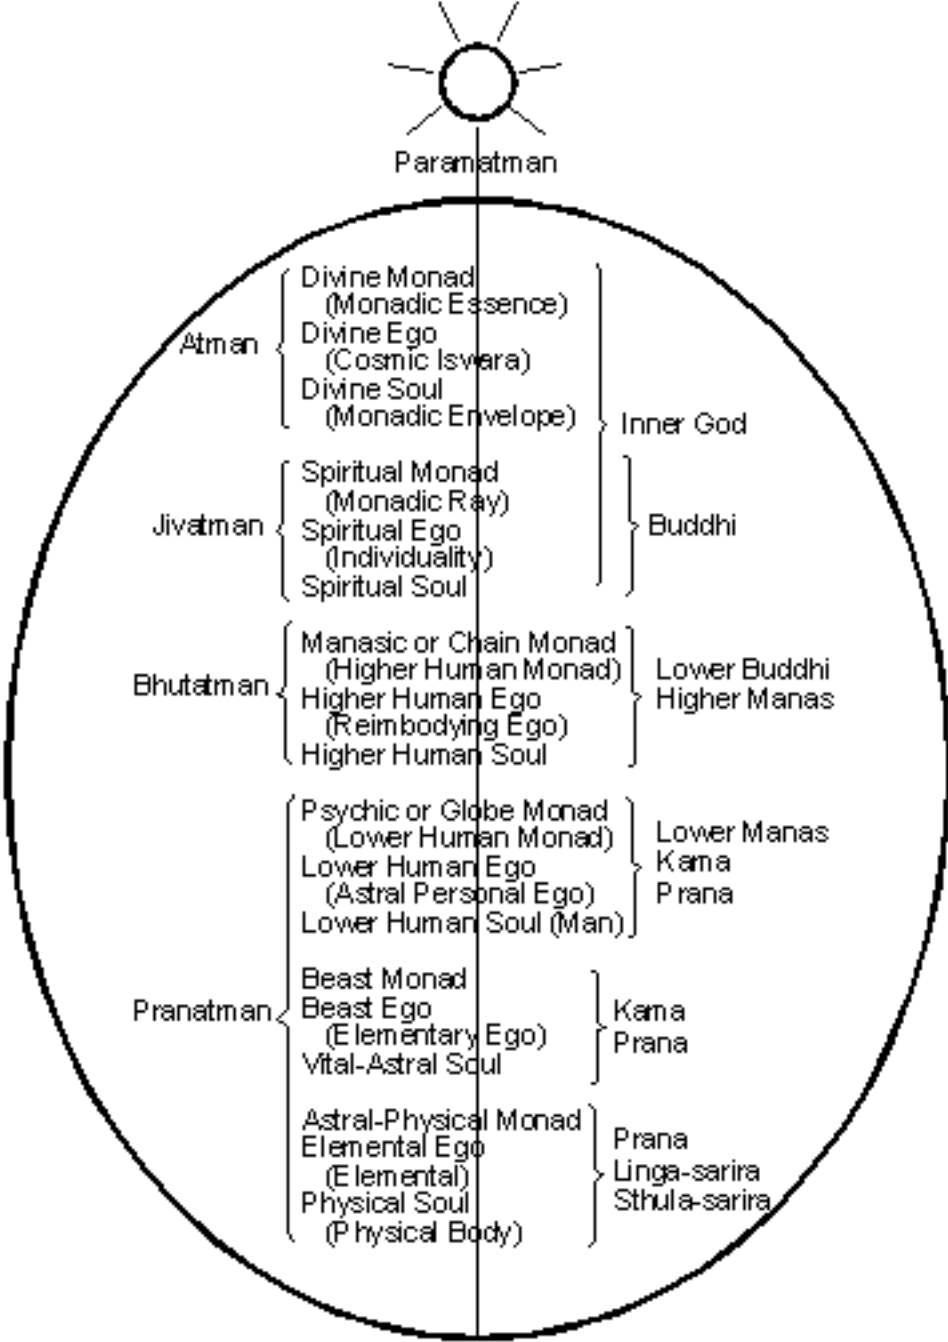 Paramatman
Atman
Divine Monad
(Monadic Essence)
Divine Ego
(Cosmic Iswara)
Divine Soul
(Monadic Envelope)
Inner God
Jivatman
Spiritual Monad
(Monadic Ray)
Spiritual Ego
(Individuality)
Spiritual Soul
Buddhi
Bhutatman
Manasic or Chain Monad
(Higher Human Monad)
Higher Human Ego
(Reimbodying Ego)
Higher Human Soul
Lower Buddhi
Higher Manas
Pranatman
Psychic or Globe Monad
(Lower Human Monad)
Lower Human Ego
(Astral Personal Ego)
Lower Human Soul (Man)
Lower Manas
Kama
Prana
Beast Monad
Beast Ego
(Elementary Ego)
Vital-Astral Soul
Kama
Prana
Astral-Physical Monad
Elemental Ego
(Elemental)
Physical Soul
(Physical Body)
Prana
Linga-sarira
Sthula-sarira